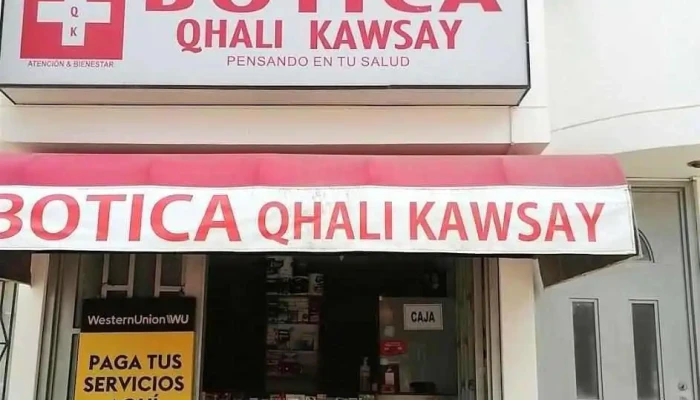 BOTICA
QK
QHALI KAWSAY
ATENCIÓN & BIENESTAR
PENSANDO EN TU SALUD
BOTICA QHALI KAWSAY
WesternUnion WU
PAGA TUS
SERVICIOS
AQUÍ
CAJA